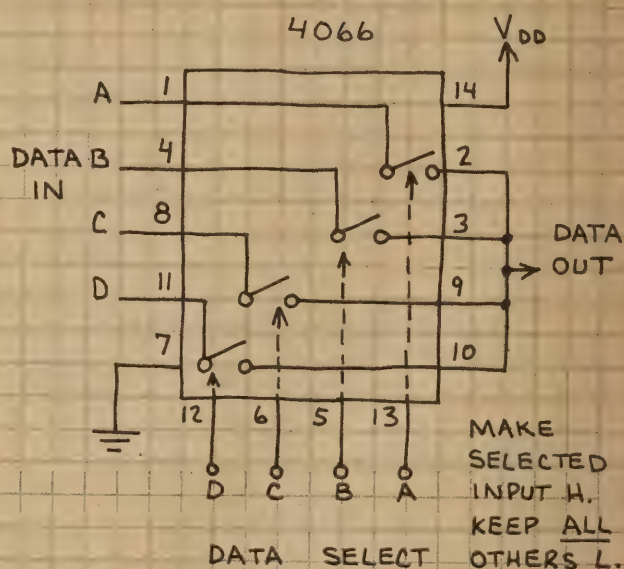 4066
V DD
A 1
14
DATA B 4
IN
2
C 8
3
DATA
OUT
D 11
9
7
10
12 6 5 13
D C B A
MAKE
SELECTED
INPUT H.
KEEP ALL
OTHERS L.
DATA SELECT